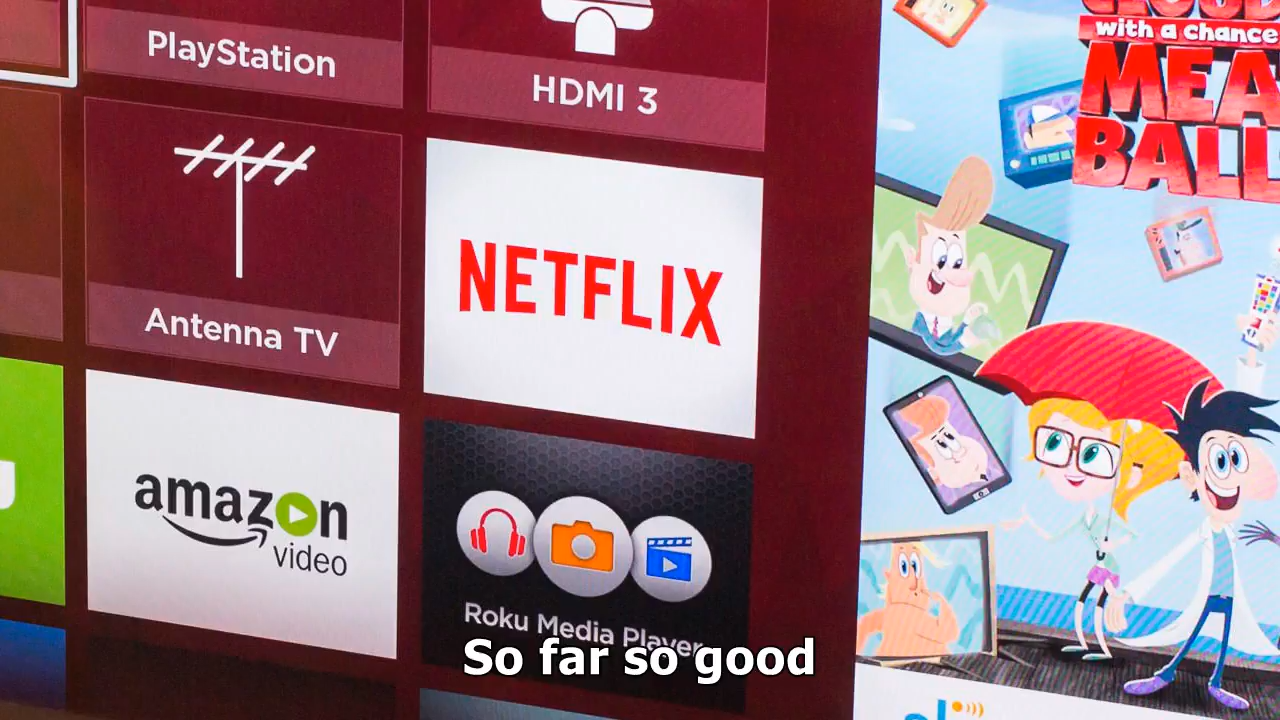 PlayStation
HDMI 3
Antenna TV
NETFLIX
amazon
video
Roku Media Player
with a chance
MEA
BALL
So far so good